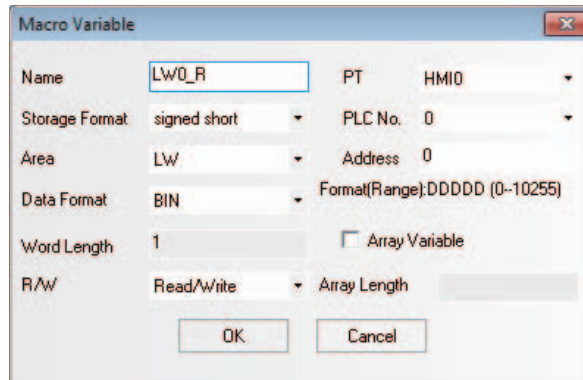 Macro Variable
Name LW0_R PT HMI0
Storage Format signed short PLC No. 0
Area LW Address 0
Data Format BIN Format(Range):DDDDD (0--10255)
Word Length 1 Array Variable
R/W Read/Write Array Length
OK Cancel